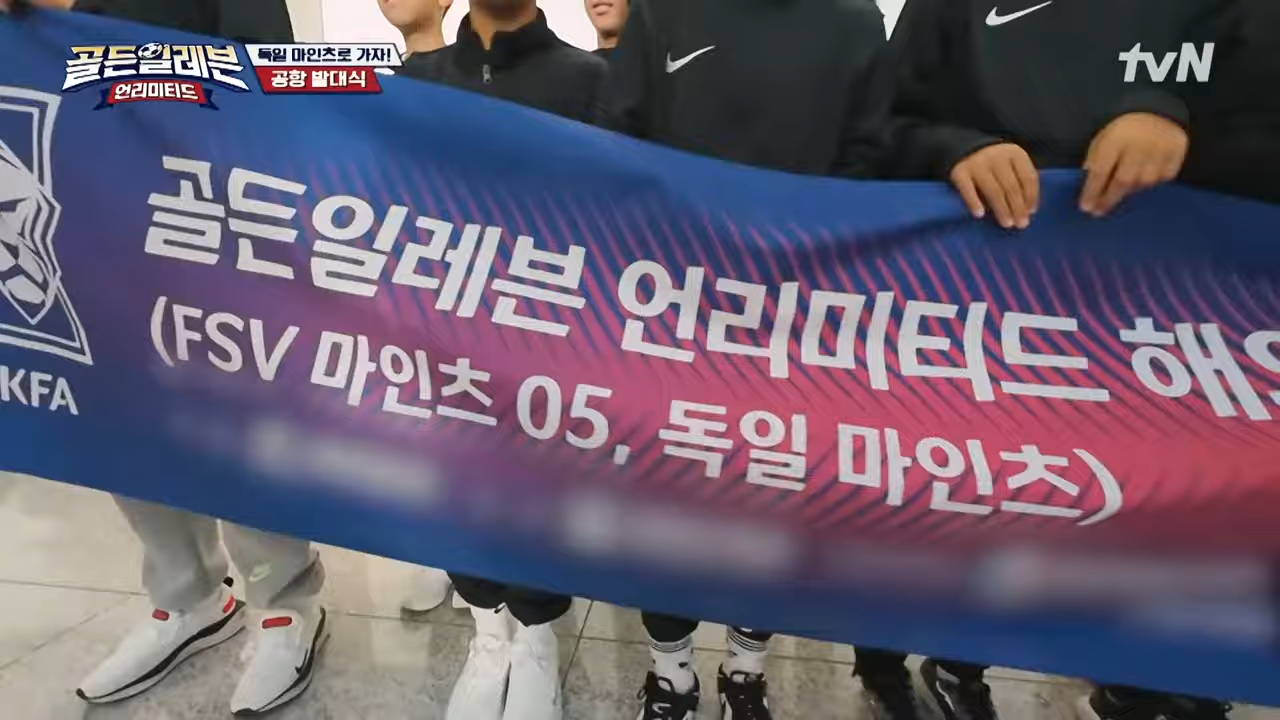 골든일레븐
언리미티드
독일 마인츠로 가자!
공항 발대식
tvN
골든일레븐 언리미티드 해외
(FSV 마인츠 05, 독일 마인츠)
KFA